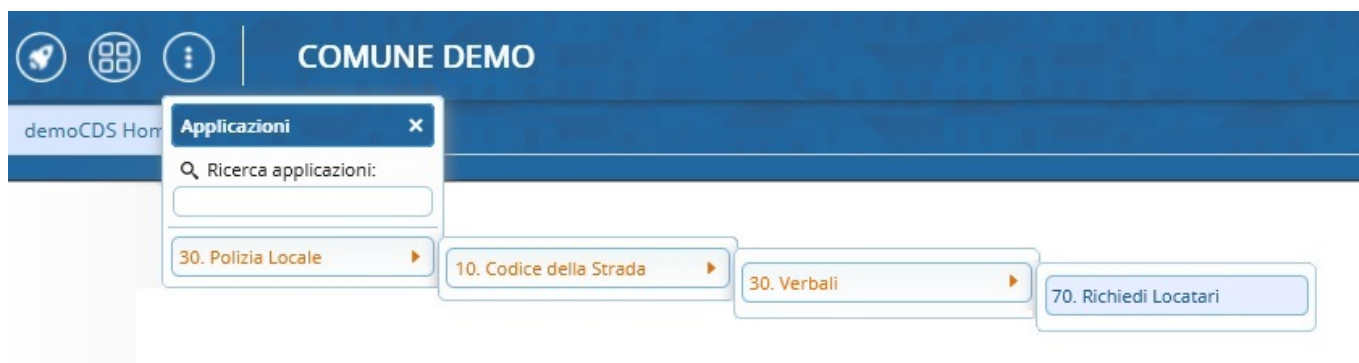 COMUNE DEMO
demoCDS Hom
Applicazioni
Ricerca applicazioni:
30. Polizia Locale
10. Codice della Strada
30. Verbali
70. Richiedi Locatari